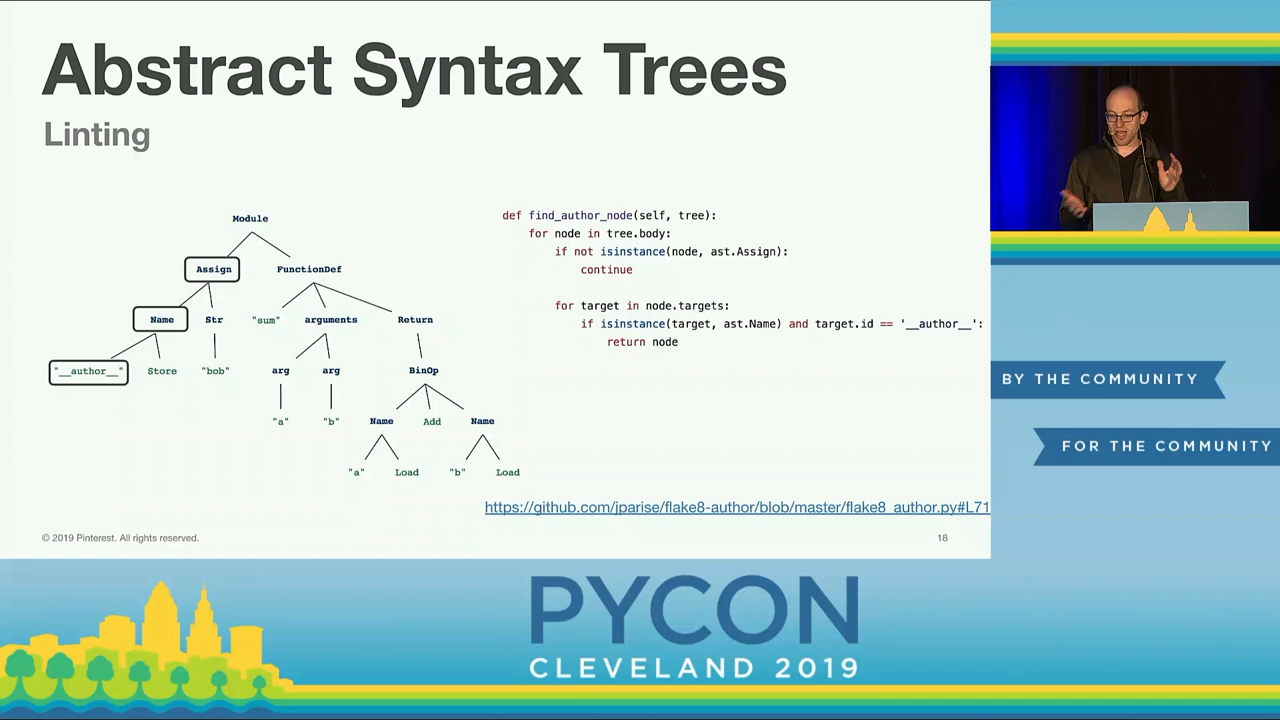 Abstract Syntax Trees
Linting
Module
Assign FunctionDef
Name Str "sum" arguments Return
"__author__" Store "bob" arg arg BinOp
"a" "b" Name Add Name
"a" Load "b" Load
def find_author_node(self, tree):
for node in tree.body:
if not isinstance(node, ast.Assign):
continue
for target in node.targets:
if isinstance(target, ast.Name) and target.id == '__author__':
return node
https://github.com/jparise/flake8-author/blob/master/flake8_author.py#L71
© 2019 Pinterest. All rights reserved.
18
BY THE COMMUNITY
FOR THE COMMUNITY
PYCON
CLEVELAND 2019